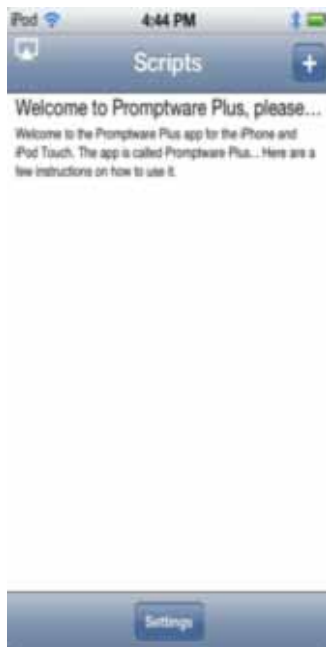 iPod 4:44 PM
Scripts +
Welcome to Promptware Plus, please...
Welcome to the Promptware Plus app for the iPhone and
iPod Touch. The app is called Promptware Plus... Here are a
few instructions on how to use it.
Settings